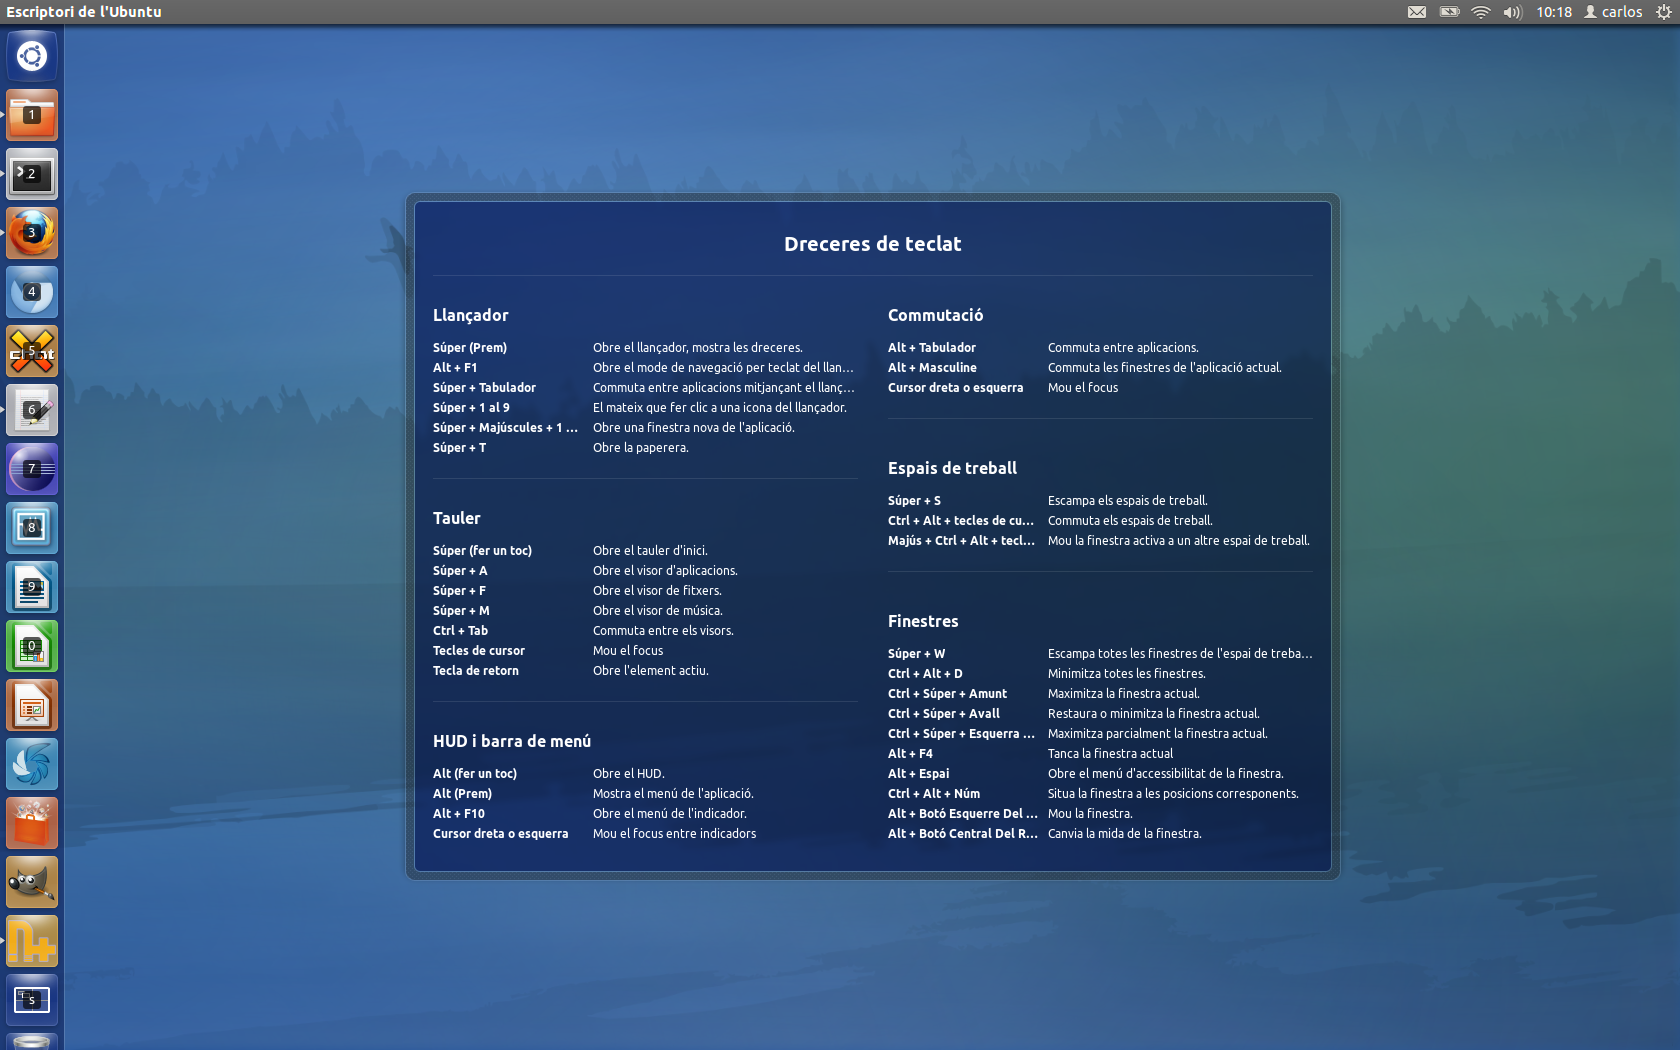 Escriptori de l'Ubuntu
10:18
carlos
1
2
3
4
5
6
7
8
9
0
S
Dreceres de teclat
Llançador
Súper (Prem) Obre el llançador, mostra les dreceres.
Alt + F1 Obre el mode de navegació per teclat del llan...
Súper + Tabulador Commuta entre aplicacions mitjançant el llanç...
Súper + 1 al 9 El mateix que fer clic a una icona del llançador.
Súper + Majúscules + 1 ... Obre una finestra nova de l'aplicació.
Súper + T Obre la paperera.
Tauler
Súper (fer un toc) Obre el tauler d'inici.
Súper + A Obre el visor d'aplicacions.
Súper + F Obre el visor de fitxers.
Súper + M Obre el visor de música.
Ctrl + Tab Commuta entre els visors.
Tecles de cursor Mou el focus
Tecla de retorn Obre l'element actiu.
HUD i barra de menú
Alt (fer un toc) Obre el HUD.
Alt (Prem) Mostra el menú de l'aplicació.
Alt + F10 Obre el menú de l'indicador.
Cursor dreta o esquerra Mou el focus entre indicadors
Commutació
Alt + Tabulador Commuta entre aplicacions.
Alt + Masculine Commuta les finestres de l'aplicació actual.
Cursor dreta o esquerra Mou el focus
Espais de treball
Súper + S Escampa els espais de treball.
Ctrl + Alt + tecles de cu... Commuta els espais de treball.
Majús + Ctrl + Alt + tecl... Mou la finestra activa a un altre espai de treball.
Finestres
Súper + W Escampa totes les finestres de l'espai de treba...
Ctrl + Alt + D Minimitza totes les finestres.
Ctrl + Súper + Amunt Maximitza la finestra actual.
Ctrl + Súper + Avall Restaura o minimitza la finestra actual.
Ctrl + Súper + Esquerra ... Maximitza parcialment la finestra actual.
Alt + F4 Tanca la finestra actual
Alt + Espai Obre el menú d'accessibilitat de la finestra.
Ctrl + Alt + Núm Situa la finestra a les posicions corresponents.
Alt + Botó Esquerre Del ... Mou la finestra.
Alt + Botó Central Del R... Canvia la mida de la finestra.